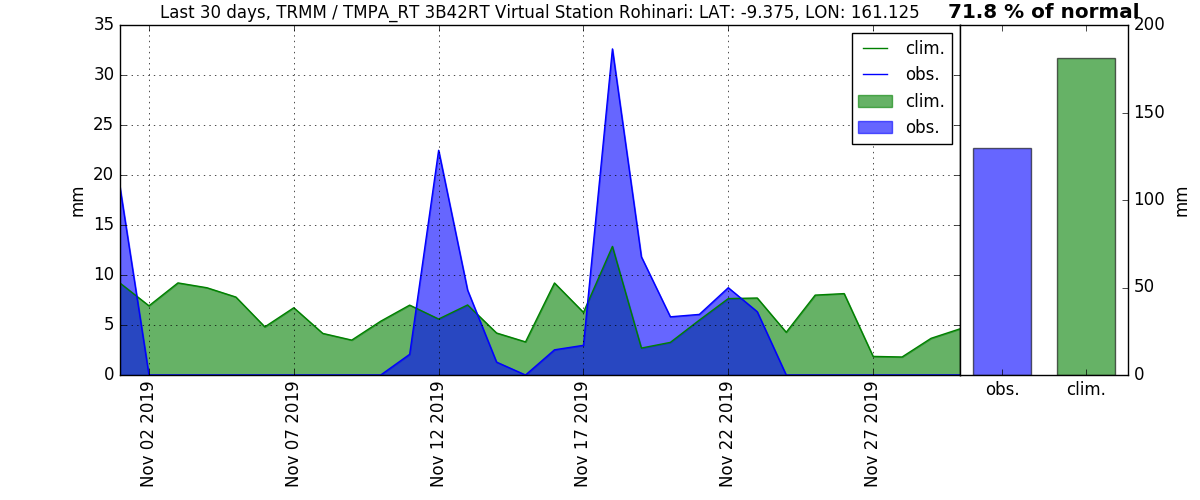 Last 30 days, TRMM / TMPA_RT 3B42RT Virtual Station Rohinari: LAT: -9.375, LON: 161.125
71.8 % of normal
35
30
25
20
15
10
5
0
mm
clim.
obs.
clim.
obs.
Nov 02 2019
Nov 07 2019
Nov 12 2019
Nov 17 2019
Nov 22 2019
Nov 27 2019
200
150
100
50
0
mm
obs.
clim.